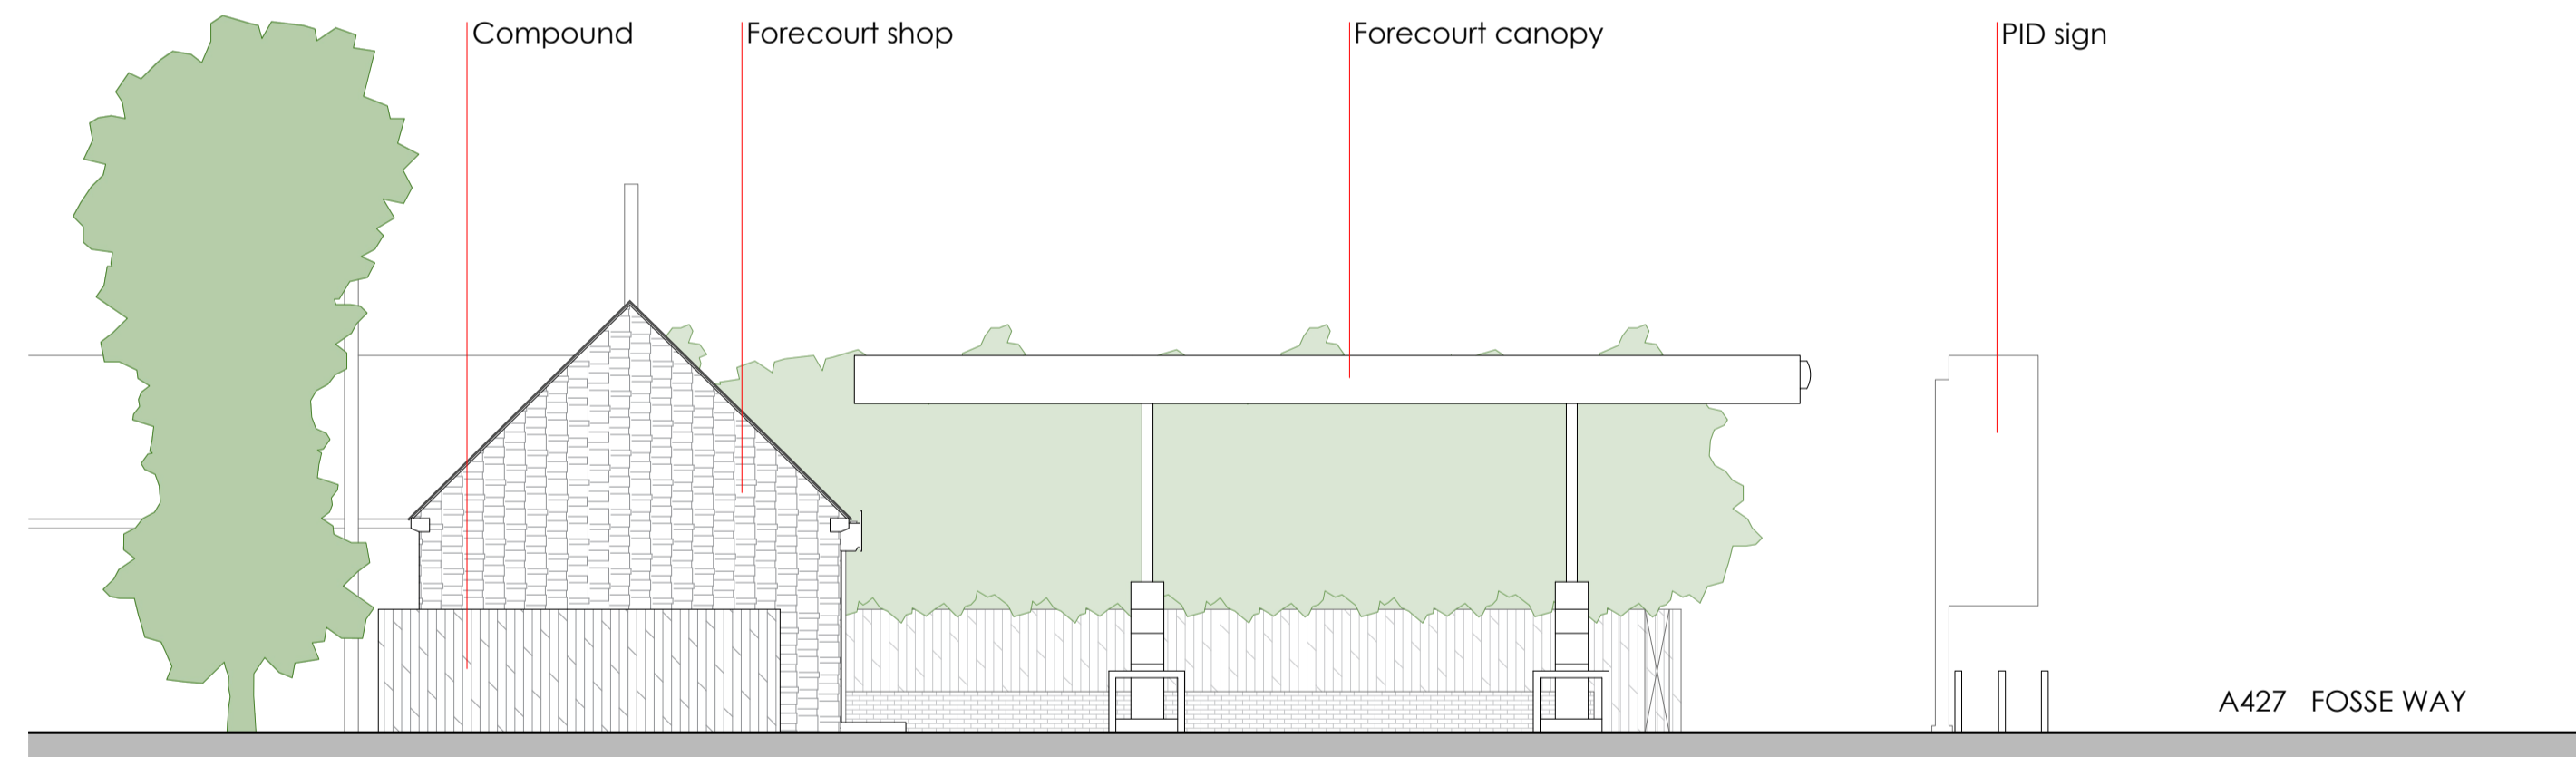 Compound
Forecourt shop
Forecourt canopy
PID sign
A427 FOSSE WAY